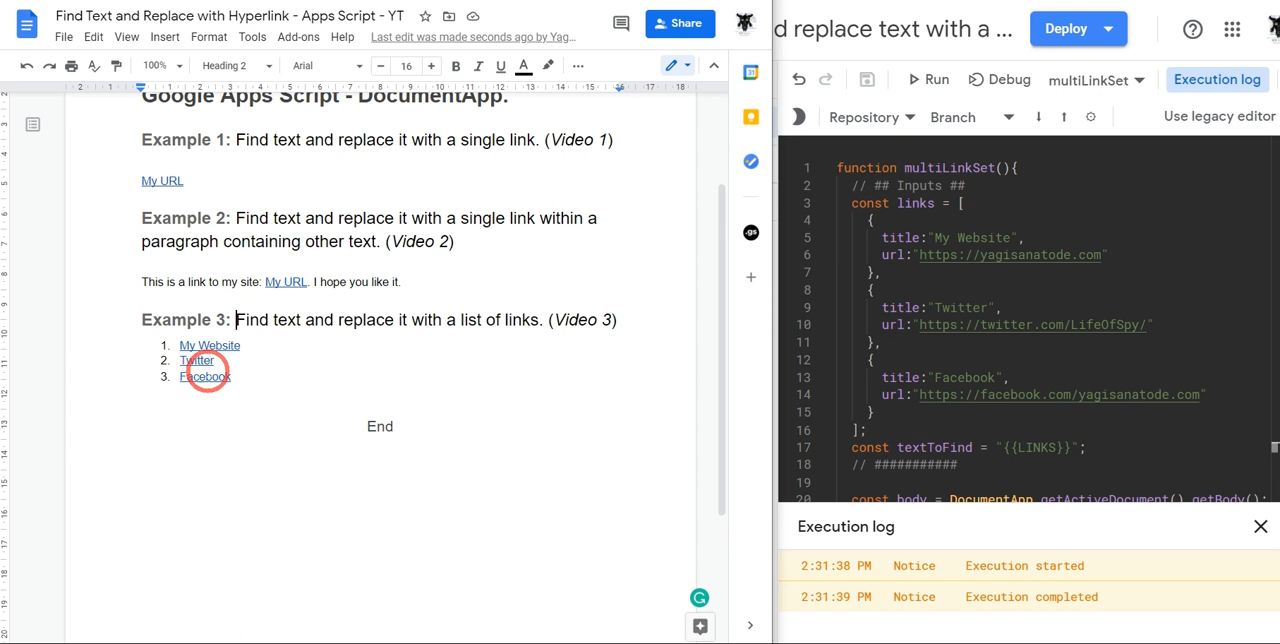 Find Text and Replace with Hyperlink - Apps Script - YT
File Edit View Insert Format Tools Add-ons Help Last edit was made seconds ago by Yag...
Share
100% Heading 2 Arial 16 B I U A
Google Apps Script - DocumentApp.
Example 1: Find text and replace it with a single link. (Video 1)
My URL
Example 2: Find text and replace it with a single link within a
paragraph containing other text. (Video 2)
This is a link to my site: My URL. I hope you like it.
Example 3: Find text and replace it with a list of links. (Video 3)
1. My Website
2. Twitter
3. Facebook
End
d replace text with a ... Deploy
Run Debug multiLinkSet Execution log
Repository Branch Use legacy editor
1 function multiLinkSet(){
2 // ## Inputs ##
3 const links = [
4 {
5 title:"My Website",
6 url:"https://yagisanatode.com"
7 },
8 {
9 title:"Twitter",
10 url:"https://twitter.com/LifeOfSpy/"
11 },
12 {
13 title:"Facebook",
14 url:"https://facebook.com/yagisanatode.com"
15 }
16 ];
17 const textToFind = "{{LINKS}}";
18 // ###########
19
20 const body = DocumentApp.getActiveDocument().getBody();
Execution log
2:31:38 PM Notice Execution started
2:31:39 PM Notice Execution completed